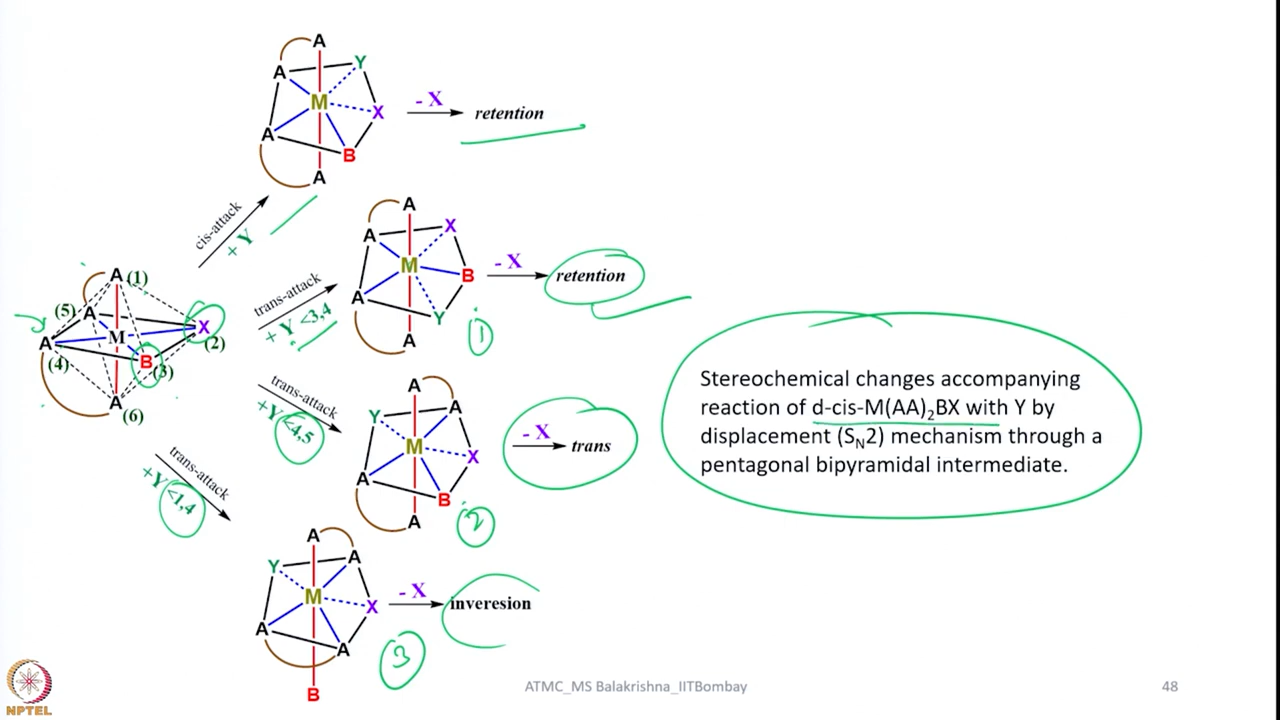 A
A
Y
M
X
- X
retention
A
B
A
cis-attack
+ Y
A
A
X
M
B
- X
retention
A
Y
A
1
trans-attack
+ Y <3,4
A (1)
(5) A
M
X
(2)
A
(4)
B (3)
A
(6)
trans-attack
+Y <4,5
A
Y
A
M
X
- X
trans
A
B
A
2
trans-attack
+Y <1,4
A
Y
A
M
X
- X
inveresion
A
A
B
3
Stereochemical changes accompanying
reaction of d-cis-M(AA)₂BX with Y by
displacement (Sɴ2) mechanism through a
pentagonal bipyramidal intermediate.
NPTEL
ATMC_MS Balakrishna_IITBombay
48